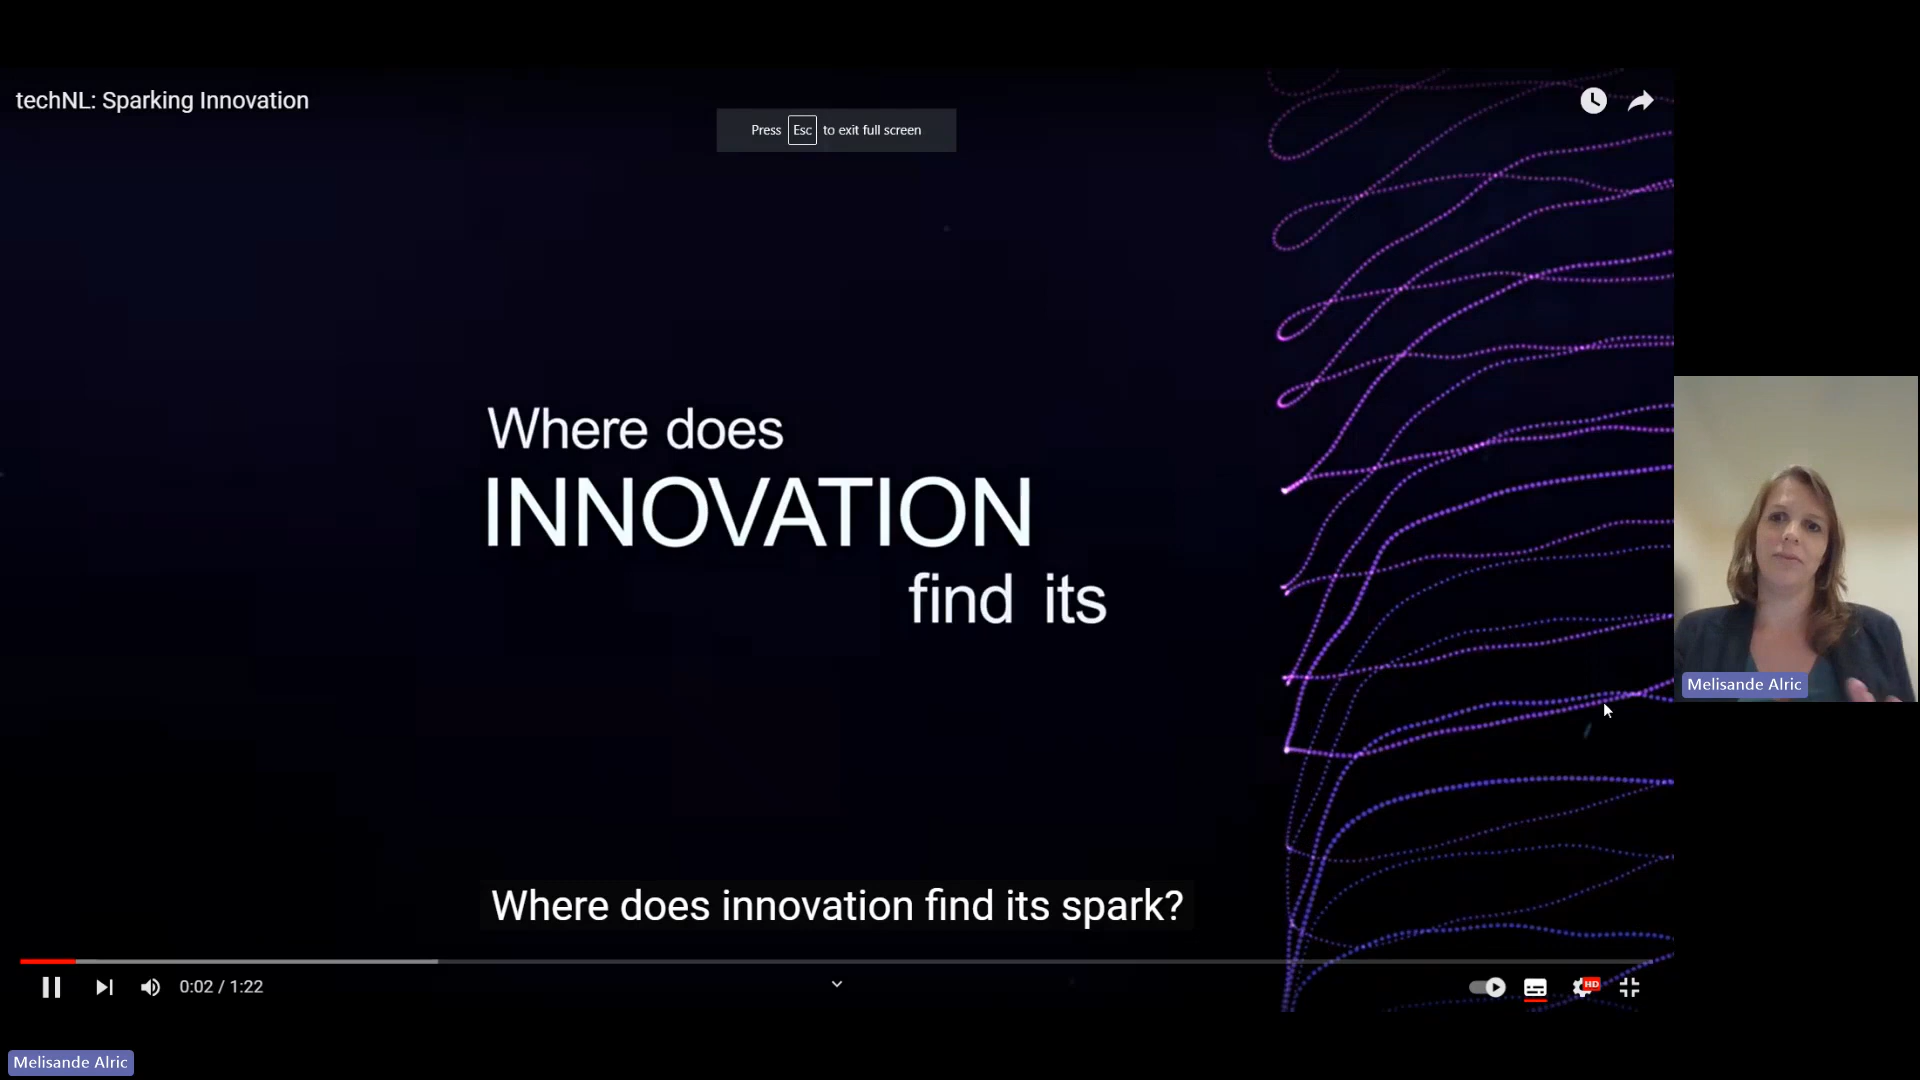 techNL: Sparking Innovation
Press Esc to exit full screen
Where does
INNOVATION
find its
Melisande Alric
Where does innovation find its spark?
0:02 / 1:22
HD
Melisande Alric